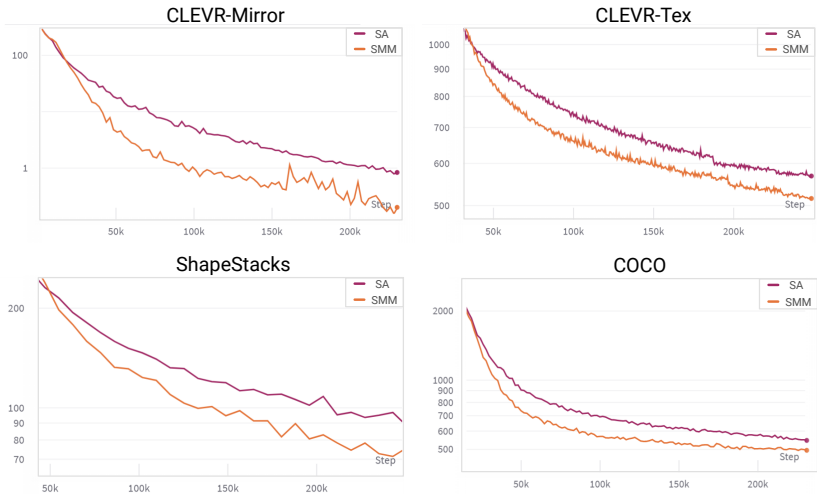 CLEVR-Mirror
SA
SMM
100
1
Step
50k
100k
150k
200k
CLEVR-Tex
SA
SMM
1000
900
800
700
600
500
Step
50k
100k
150k
200k
ShapeStacks
SA
SMM
200
100
90
80
70
Step
50k
100k
200k
COCO
SA
SMM
2000
1000
900
800
700
600
500
Step
50k
100k
150k
200k